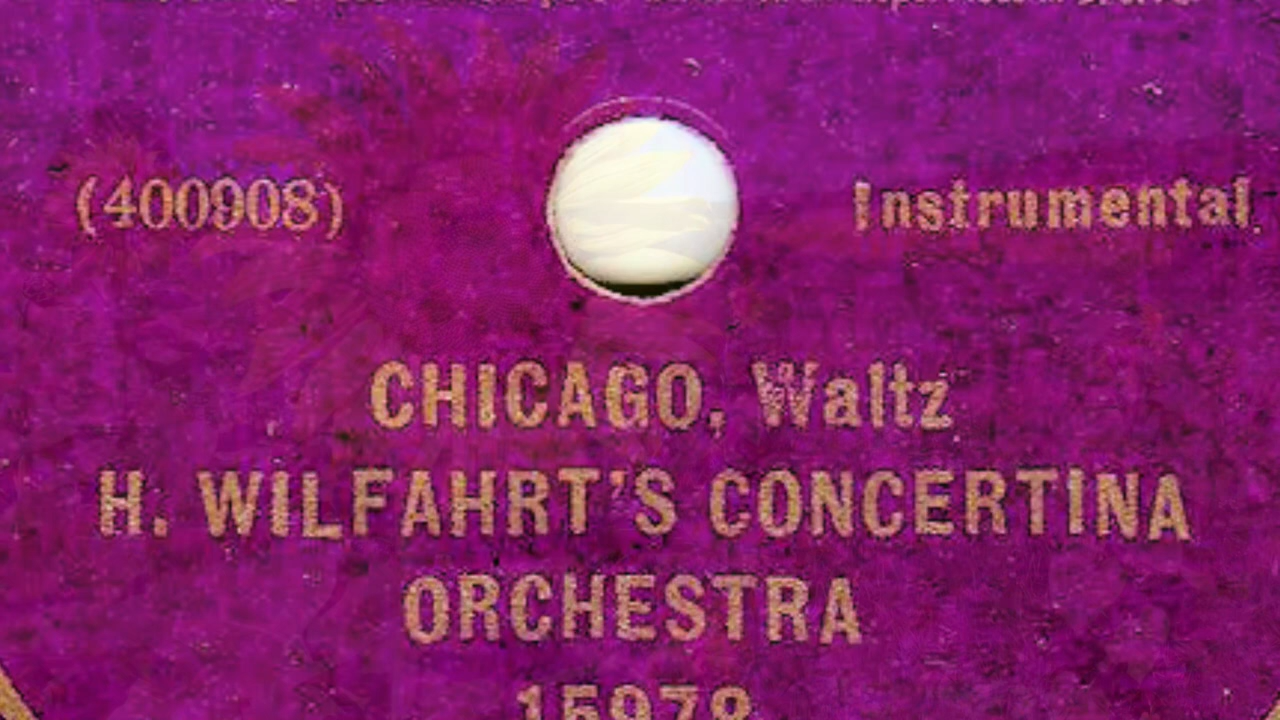 (400908) Instrumental.
CHICAGO, Waltz
H. WILFAHRT'S CONCERTINA
ORCHESTRA